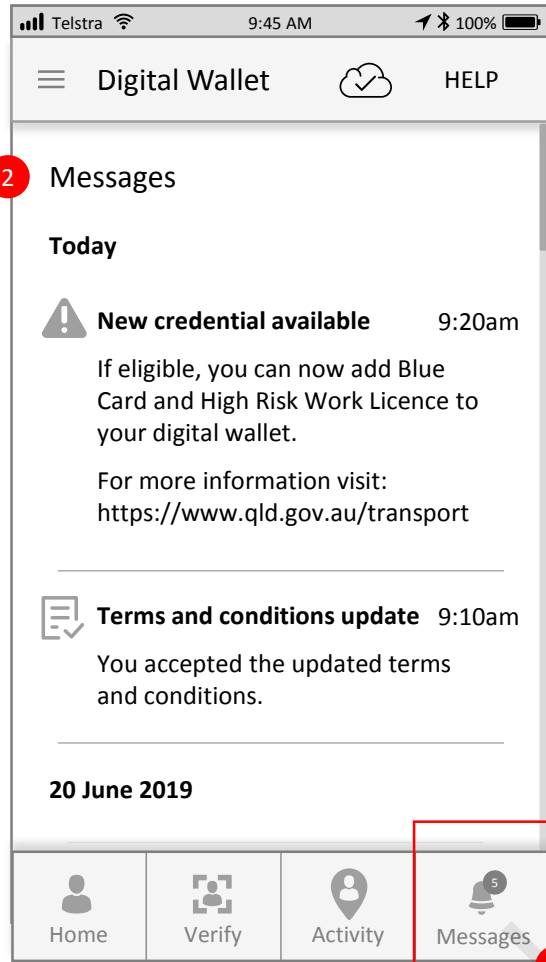 Telstra 9:45 AM 100%
Digital Wallet HELP
2 Messages
Today
New credential available 9:20am
If eligible, you can now add Blue
Card and High Risk Work Licence to
your digital wallet.
For more information visit:
https://www.qld.gov.au/transport
Terms and conditions update 9:10am
You accepted the updated terms
and conditions.
20 June 2019
5
Home Verify Activity Messages